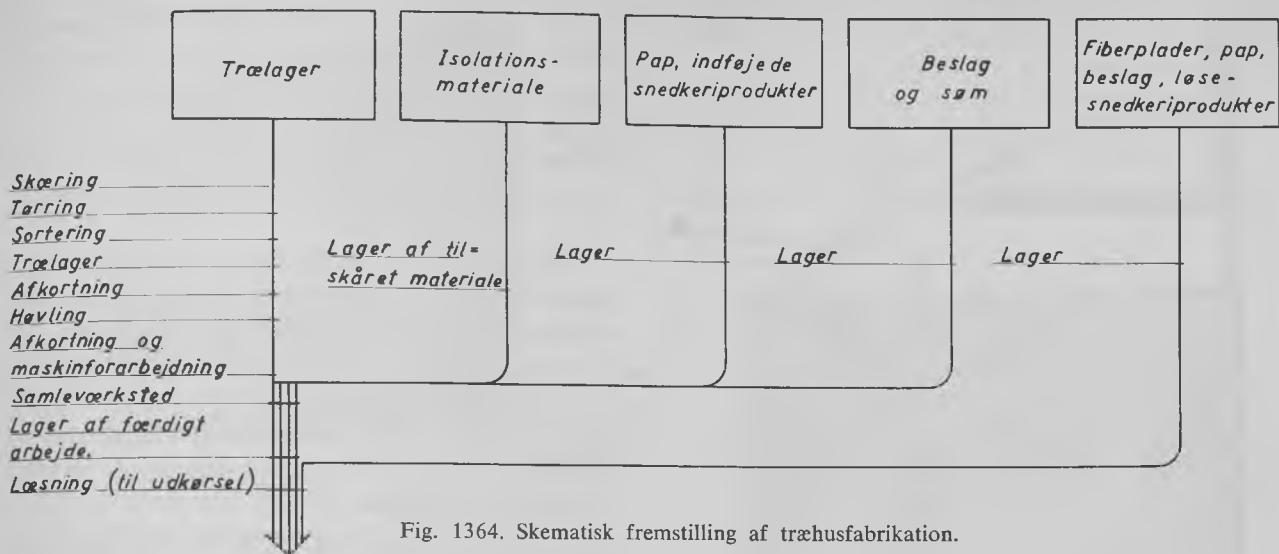 Trælager
Isolations-
materiale
Pap, indføjede
snedkeriprodukter
Beslag
og søm
Fiberplader, pap,
beslag, løse-
snedkeriprodukter
Skæring
Tørring
Sortering
Trælager
Afkortning
Høvling
Afkortning og
maskinforarbejdning
Samleværksted
Lager af færdigt
arbejde.
Læsning (til udkørsel)
Lager af til=
skåret materiale
Lager
Lager
Lager
Fig. 1364. Skematisk fremstilling af træhusfabrikation.